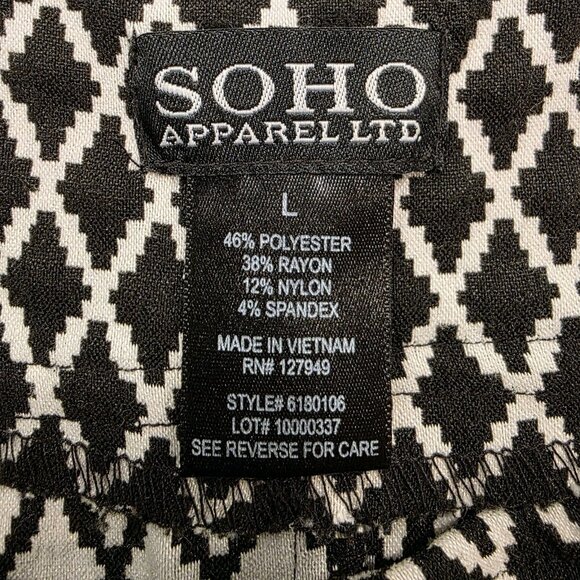 SOHO
APPAREL LTD
L
46% POLYESTER
38% RAYON
12% NYLON
4% SPANDEX
MADE IN VIETNAM
RN# 127949
STYLE# 6180106
LOT# 10000337
SEE REVERSE FOR CARE